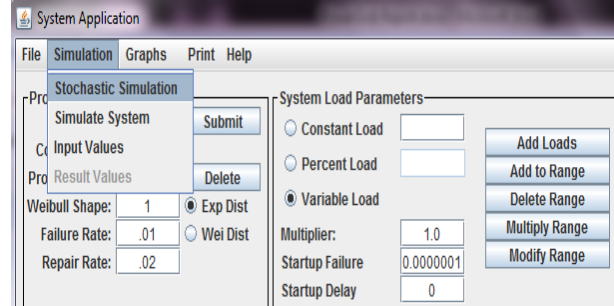 System Application
File Simulation Graphs Print Help
Stochastic Simulation
Simulate System
Input Values
Result Values
Pro
Co
Pro
Submit
Delete
Weibull Shape: 1 Exp Dist
Failure Rate: .01 Wei Dist
Repair Rate: .02
System Load Parameters
Constant Load
Percent Load
Variable Load
Multiplier: 1.0
Startup Failure 0.0000001
Startup Delay 0
Add Loads
Add to Range
Delete Range
Multiply Range
Modify Range